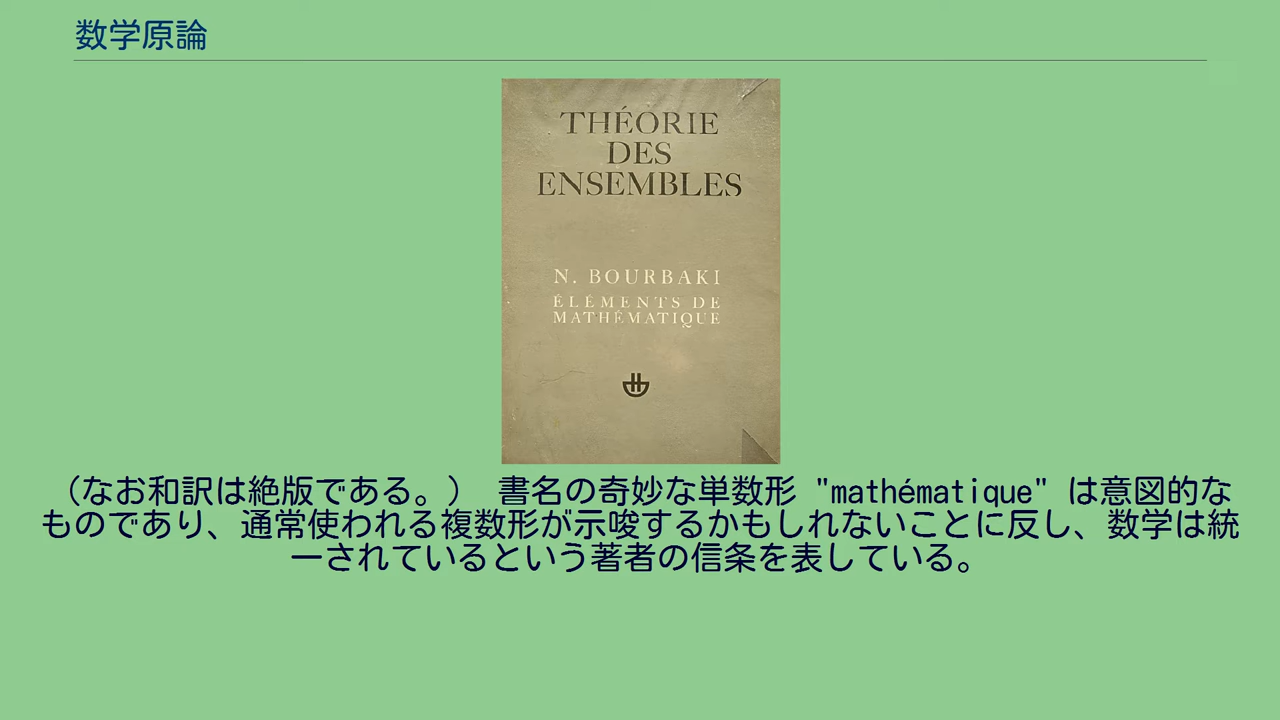 数学原論
THÉORIE
DES
ENSEMBLES
N. BOURBAKI
ÉLÉMENTS DE
MATHÉMATIQUE
（なお和訳は絶版である。） 書名の奇妙な単数形 "mathématique" は意図的な
ものであり、通常使われる複数形が示唆するかもしれないことに反し、数学は統
一されているという著者の信条を表している。